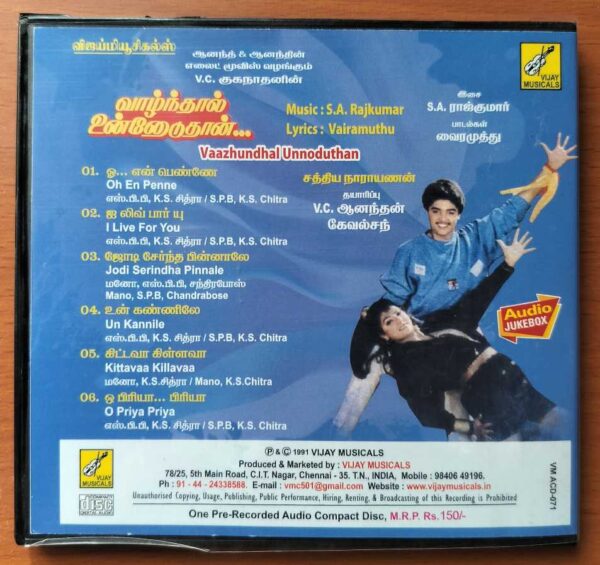 விஜய்மியூசிகல்ஸ்
ஆனந்த் & ஆனந்தின்
எலைட் மூவிஸ் வழங்கும்
V.C. குகநாதனின்
VIJAY
MUSICALS
வாழ்ந்தால்
உன்னோடுதான்...
Music : S.A. Rajkumar
Lyrics : Vairamuthu
இசை
S.A. ராஜ்குமார்
பாடல்கள்
வைரமுத்து
Vaazhundhal Unnoduthan
சத்திய நாராயணன்
தயாரிப்பு
V.C. ஆனந்தன்
கேவல்சந்
01. ஓ... என் பெண்ணே
Oh En Penne
எஸ்.பி.பி, K.S. சித்ரா / S.P.B, K.S. Chitra
02. ஐ லிவ் பார் யு
I Live For You
எஸ்.பி.பி, K.S. சித்ரா / S.P.B, K.S. Chitra
03. ஜோடி சேர்ந்த பின்னாலே
Jodi Serindha Pinnale
மனோ, எஸ்.பி.பி, சந்திரபோஸ்
Mano, S.P.B, Chandrabose
04. உன் கண்ணிலே
Un Kannile
எஸ்.பி.பி, K.S. சித்ரா / S.P.B, K.S. Chitra
05. கிட்டவா கிள்ளவா
Kittavaa Killavaa
மனோ, K.S.சித்ரா / Mano, K.S.Chitra
06. ஒ பிரியா... பிரியா
O Priya Priya
எஸ்.பி.பி, K.S. சித்ரா / S.P.B, K.S. Chitra
Audio
JUKEBOX
VIJAY
MUSICALS
COMPACT
disc
DIGITAL AUDIO
℗ & © 1991 VIJAY MUSICALS
Produced & Marketed by : VIJAY MUSICALS
78/25, 5th Main Road, C.I.T. Nagar, Chennai - 35. T.N., INDIA, Mobile : 98406 49196.
Ph : 91 - 44 - 24338588. E-mail : vmc501@gmail.com Website : www.vijaymusicals.in
Unauthorised Copying, Usage, Publishing, Public Performance, Hiring, Renting, & Broadcasting of this Recording is Prohibited
One Pre-Recorded Audio Compact Disc, M.R.P. Rs.150/-
VM ACD-071